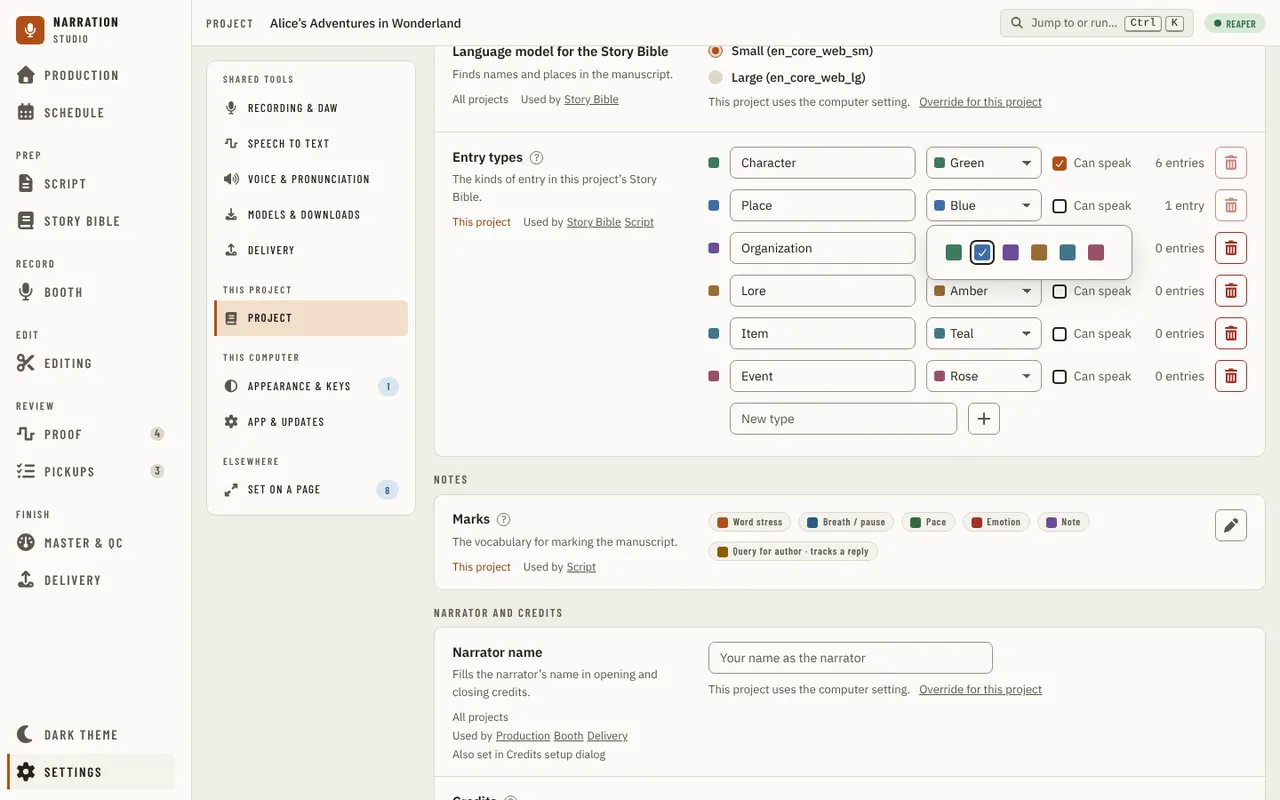 NARRATION
STUDIO
PRODUCTION
SCHEDULE
PREP
SCRIPT
STORY BIBLE
RECORD
BOOTH
EDIT
EDITING
REVIEW
PROOF 4
PICKUPS 3
FINISH
MASTER & QC
DELIVERY
DARK THEME
SETTINGS
PROJECT Alice's Adventures in Wonderland
Jump to or run... Ctrl K
REAPER
SHARED TOOLS
RECORDING & DAW
SPEECH TO TEXT
VOICE & PRONUNCIATION
MODELS & DOWNLOADS
DELIVERY
THIS PROJECT
PROJECT
THIS COMPUTER
APPEARANCE & KEYS 1
APP & UPDATES
ELSEWHERE
SET ON A PAGE 8
Language model for the Story Bible
Finds names and places in the manuscript.
All projects Used by Story Bible
Small (en_core_web_sm)
Large (en_core_web_lg)
This project uses the computer setting. Override for this project
Entry types ?
The kinds of entry in this project's Story
Bible.
This project Used by Story Bible Script
Character Green Can speak 6 entries
Place Blue Can speak 1 entry
Organization 0 entries
Lore Amber Can speak 0 entries
Item Teal Can speak 0 entries
Event Rose Can speak 0 entries
New type
NOTES
Marks ?
The vocabulary for marking the manuscript.
This project Used by Script
Word stress Breath / pause Pace Emotion Note
Query for author · tracks a reply
NARRATOR AND CREDITS
Narrator name
Fills the narrator's name in opening and
closing credits.
All projects
Used by Production Booth Delivery
Also set in Credits setup dialog
Your name as the narrator
This project uses the computer setting. Override for this project
Credits ?